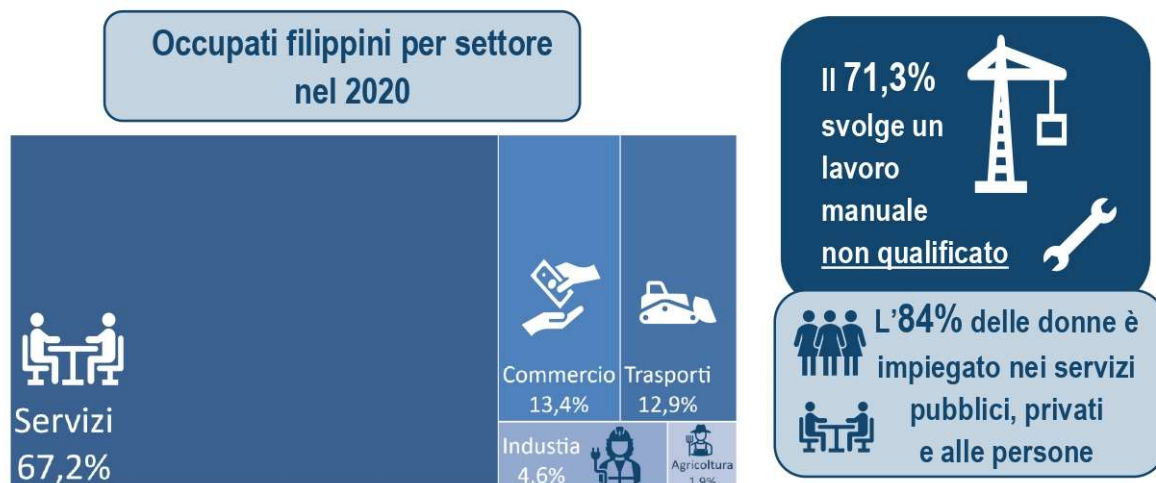 Occupati filippini per settore
nel 2020
Servizi
67,2%
Commercio
13,4%
Trasporti
12,9%
Industia
4,6%
Agricoltura
1,9%
Il 71,3%
svolge un
lavoro
manuale
non qualificato
L'84% delle donne è
impiegato nei servizi
pubblici, privati
e alle persone